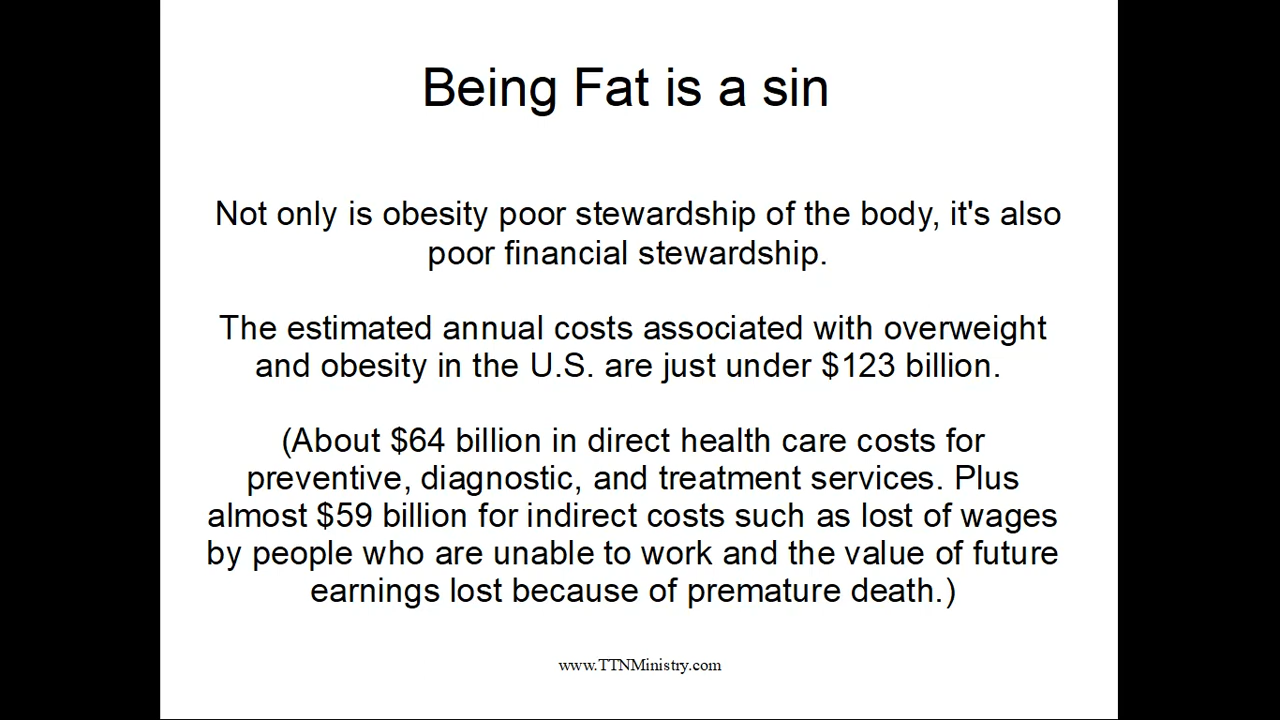 Being Fat is a sin
Not only is obesity poor stewardship of the body, it's also
poor financial stewardship.
The estimated annual costs associated with overweight
and obesity in the U.S. are just under $123 billion.
(About $64 billion in direct health care costs for
preventive, diagnostic, and treatment services. Plus
almost $59 billion for indirect costs such as lost of wages
by people who are unable to work and the value of future
earnings lost because of premature death.)
www.TTNMinistry.com